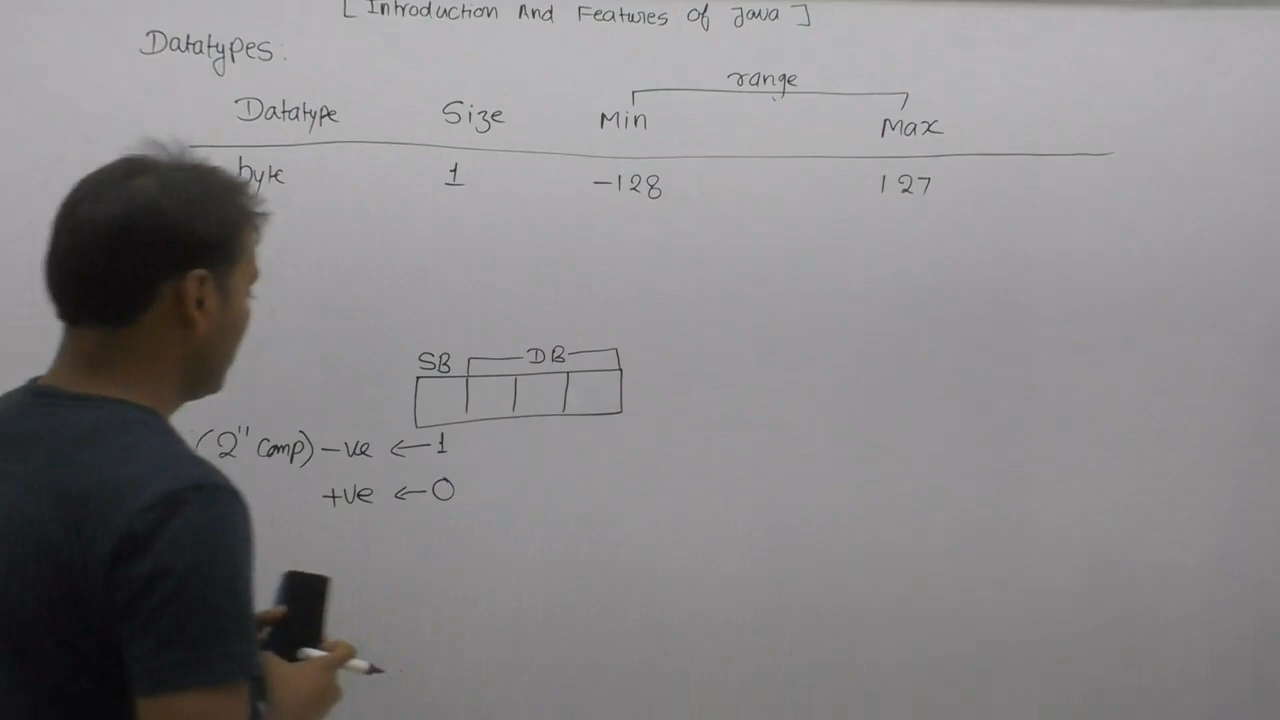 [ Introduction And Features of Java ]
Datatypes:
range
Datatype Size Min Max
byte 1 -128 127
SB DB
(2" comp) -ve ← 1
+ve ← 0